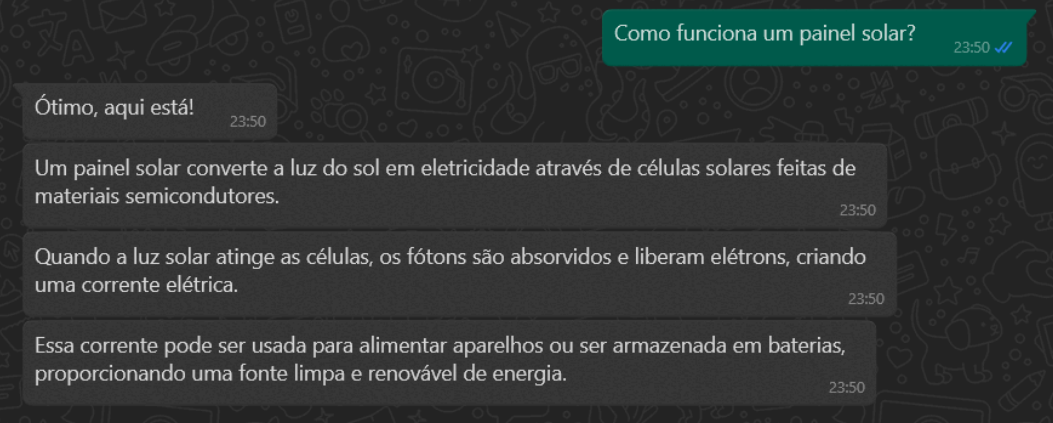 Como funciona um painel solar?
23:50
Ótimo, aqui está!
23:50
Um painel solar converte a luz do sol em eletricidade através de células solares feitas de
materiais semicondutores.
23:50
Quando a luz solar atinge as células, os fótons são absorvidos e liberam elétrons, criando
uma corrente elétrica.
23:50
Essa corrente pode ser usada para alimentar aparelhos ou ser armazenada em baterias,
proporcionando uma fonte limpa e renovável de energia.
23:50